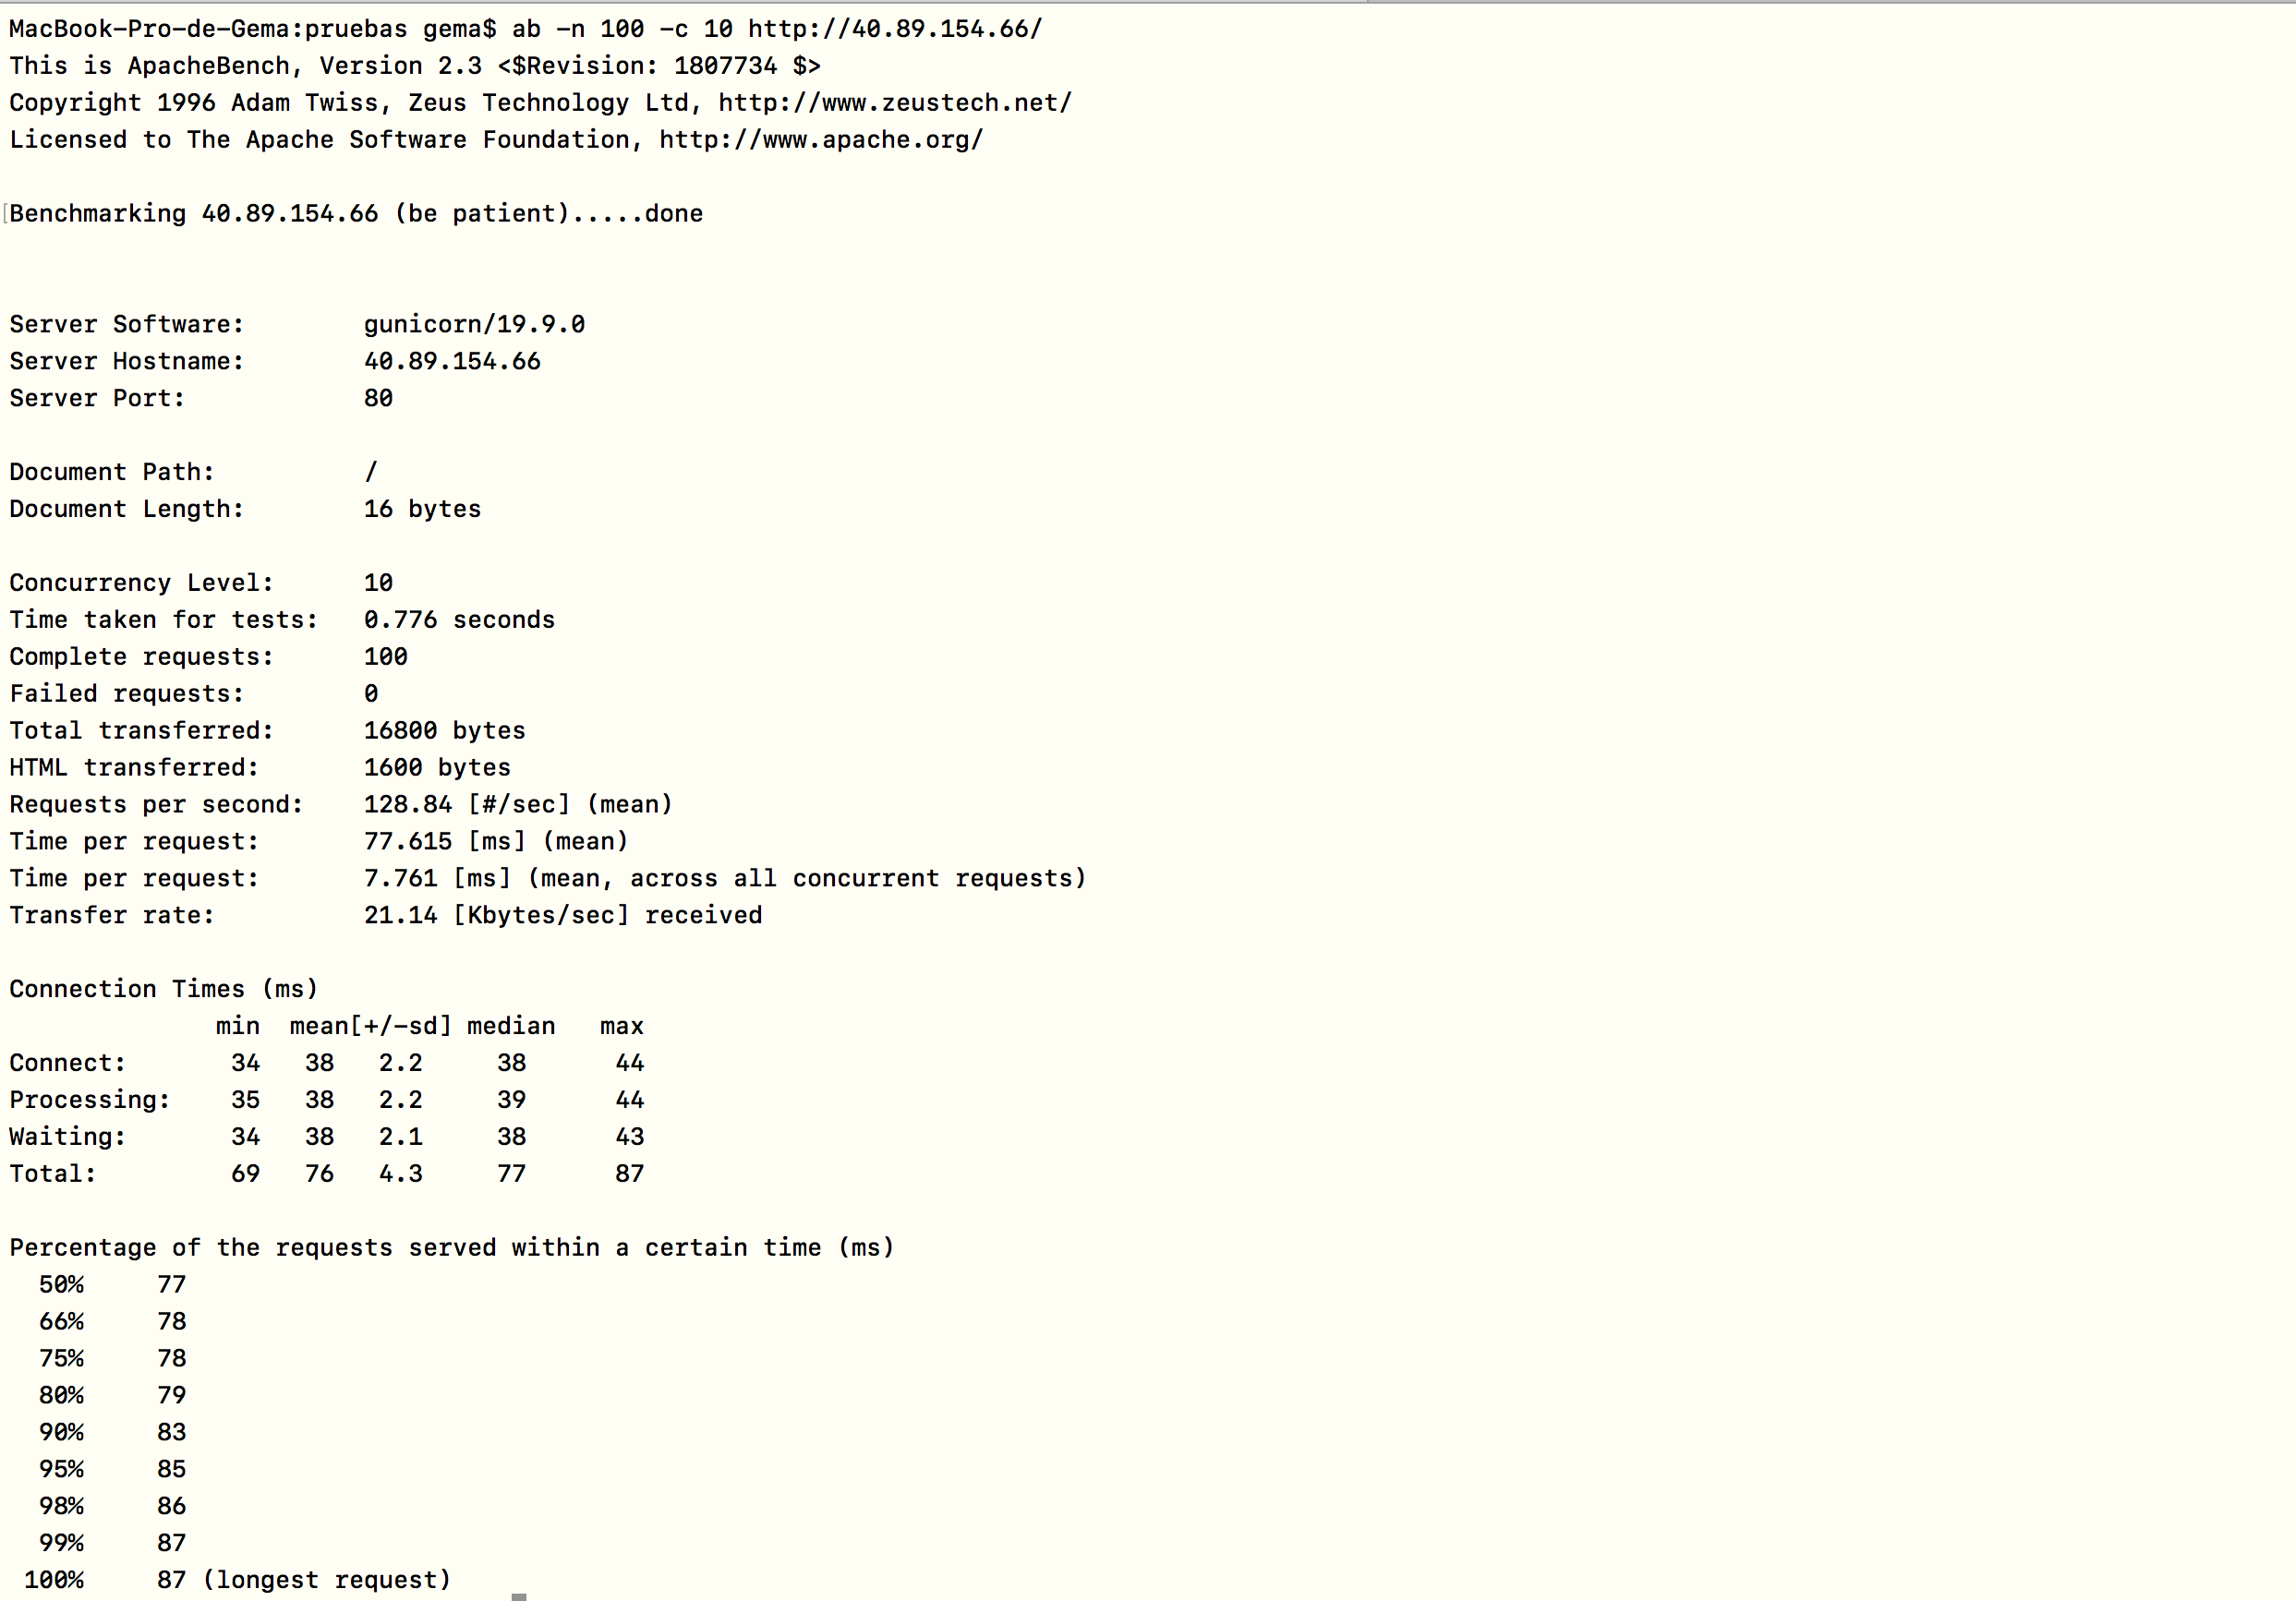 MacBook-Pro-de-Gema:pruebas gema$ ab -n 100 -c 10 http://40.89.154.66/
This is ApacheBench, Version 2.3 <$Revision: 1807734 $>
Copyright 1996 Adam Twiss, Zeus Technology Ltd, http://www.zeustech.net/
Licensed to The Apache Software Foundation, http://www.apache.org/

[Benchmarking 40.89.154.66 (be patient).....done

Server Software:        gunicorn/19.9.0
Server Hostname:        40.89.154.66
Server Port:            80

Document Path:          /
Document Length:        16 bytes

Concurrency Level:      10
Time taken for tests:   0.776 seconds
Complete requests:      100
Failed requests:        0
Total transferred:      16800 bytes
HTML transferred:       1600 bytes
Requests per second:    128.84 [#/sec] (mean)
Time per request:       77.615 [ms] (mean)
Time per request:       7.761 [ms] (mean, across all concurrent requests)
Transfer rate:          21.14 [Kbytes/sec] received

Connection Times (ms)
              min  mean[+/-sd] median   max
Connect:       34   38   2.2     38      44
Processing:    35   38   2.2     39      44
Waiting:       34   38   2.1     38      43
Total:         69   76   4.3     77      87

Percentage of the requests served within a certain time (ms)
  50%     77
  66%     78
  75%     78
  80%     79
  90%     83
  95%     85
  98%     86
  99%     87
 100%     87 (longest request)